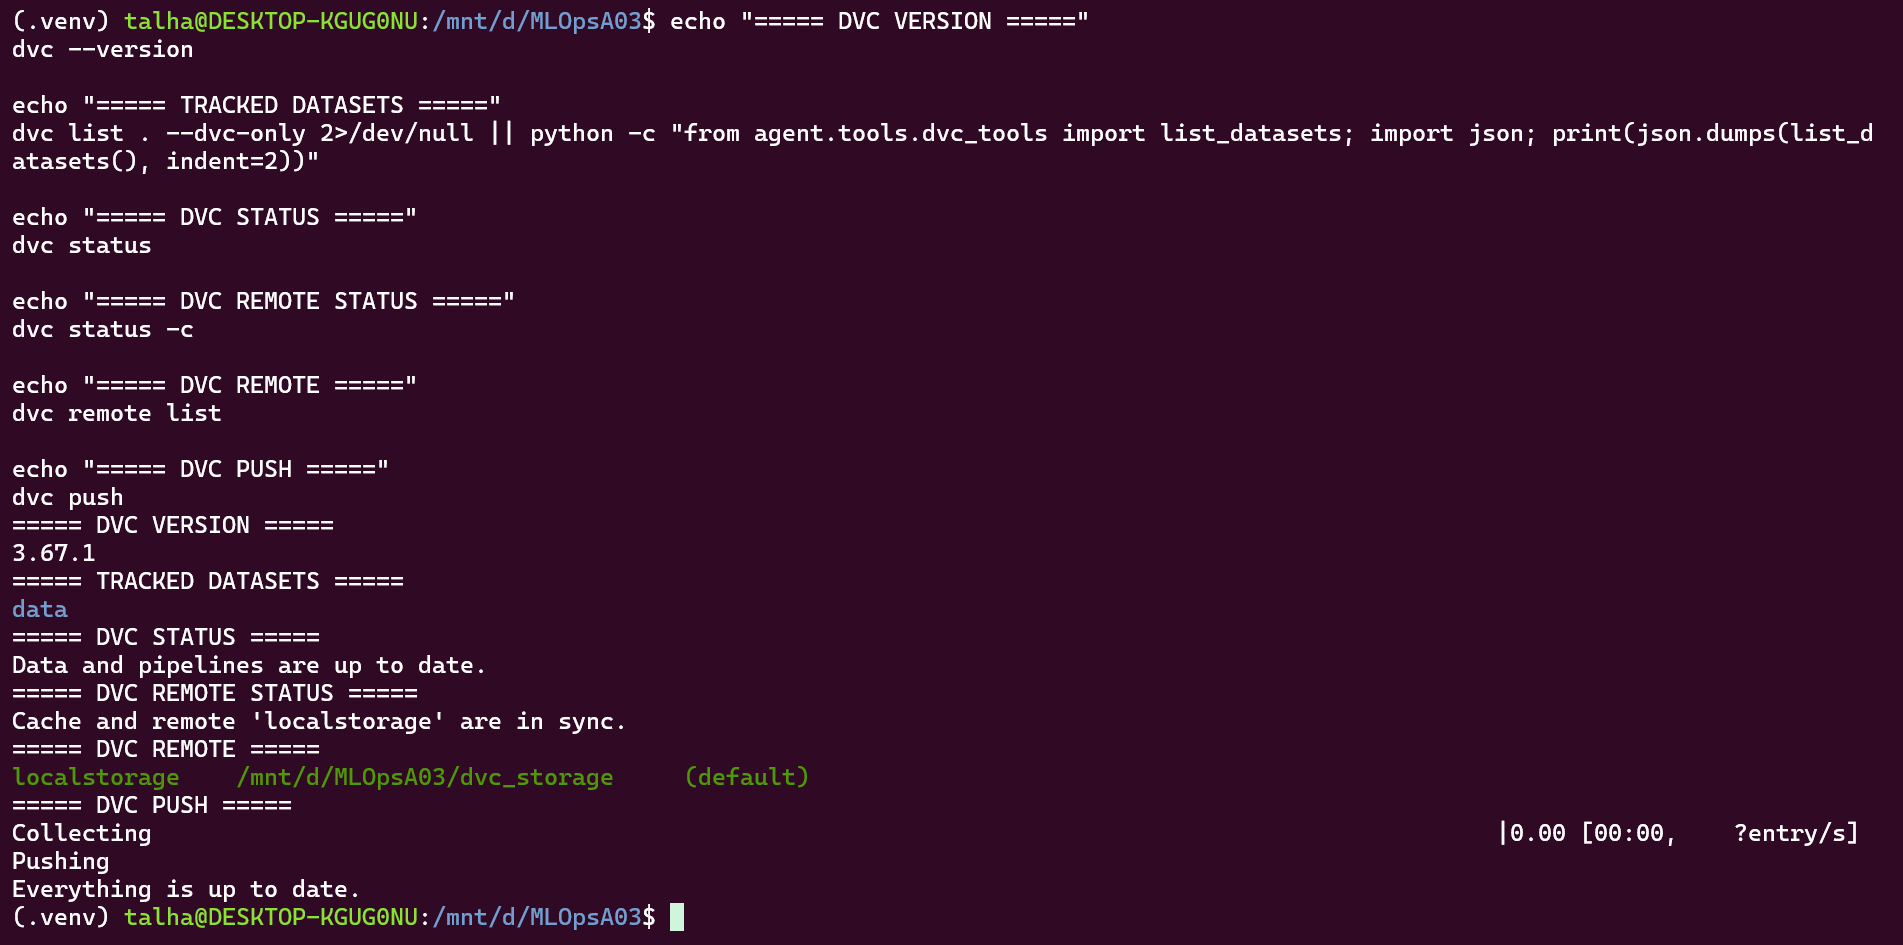 (.venv) talha@DESKTOP-KGUG0NU:/mnt/d/MLOpsA03$ echo "===== DVC VERSION ====="
dvc --version
echo "===== TRACKED DATASETS ====="
dvc list . --dvc-only 2>/dev/null || python -c "from agent.tools.dvc_tools import list_datasets; import json; print(json.dumps(list_d
atasets(), indent=2))"
echo "===== DVC STATUS ====="
dvc status
echo "===== DVC REMOTE STATUS ====="
dvc status -c
echo "===== DVC REMOTE ====="
dvc remote list
echo "===== DVC PUSH ====="
dvc push
===== DVC VERSION =====
3.67.1
===== TRACKED DATASETS =====
data
===== DVC STATUS =====
Data and pipelines are up to date.
===== DVC REMOTE STATUS =====
Cache and remote 'localstorage' are in sync.
===== DVC REMOTE =====
localstorage    /mnt/d/MLOpsA03/dvc_storage     (default)
===== DVC PUSH =====
Collecting |0.00 [00:00,    ?entry/s]
Pushing
Everything is up to date.
(.venv) talha@DESKTOP-KGUG0NU:/mnt/d/MLOpsA03$